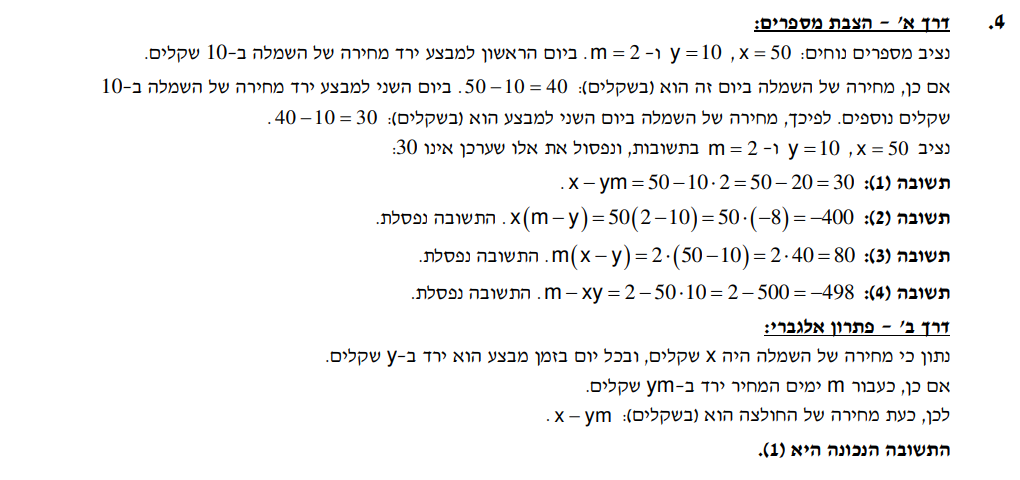 4. דרך א' – הצבת מספרים:
נציב מספרים נוחים: x = 50 , y = 10 ו- m = 2. ביום הראשון למבצע ירד מחירה של השמלה ב-10 שקלים.
אם כן, מחירה של השמלה ביום זה הוא (בשקלים): 50 – 10 = 40. ביום השני למבצע ירד מחירה של השמלה ב-10
שקלים נוספים. לפיכך, מחירה של השמלה ביום השני למבצע הוא (בשקלים): 40 – 10 = 30 .
נציב x = 50 , y = 10 ו- m = 2 בתשובות, ונפסול את אלו שערכן אינו 30:
תשובה (1): x – ym = 50 – 10 · 2 = 50 – 20 = 30 .
תשובה (2): x(m – y) = 50(2 – 10) = 50 · (–8) = –400 . התשובה נפסלת.
תשובה (3): m(x – y) = 2 · (50 – 10) = 2 · 40 = 80 . התשובה נפסלת.
תשובה (4): m – xy = 2 – 50 · 10 = 2 – 500 = –498 . התשובה נפסלת.
דרך ב' – פתרון אלגברי:
נתון כי מחירה של השמלה היה x שקלים, ובכל יום בזמן מבצע הוא ירד ב-y שקלים.
אם כן, כעבור m ימים המחיר ירד ב-ym שקלים.
לכן, כעת מחירה של החולצה הוא (בשקלים): x – ym .
התשובה הנכונה היא (1).